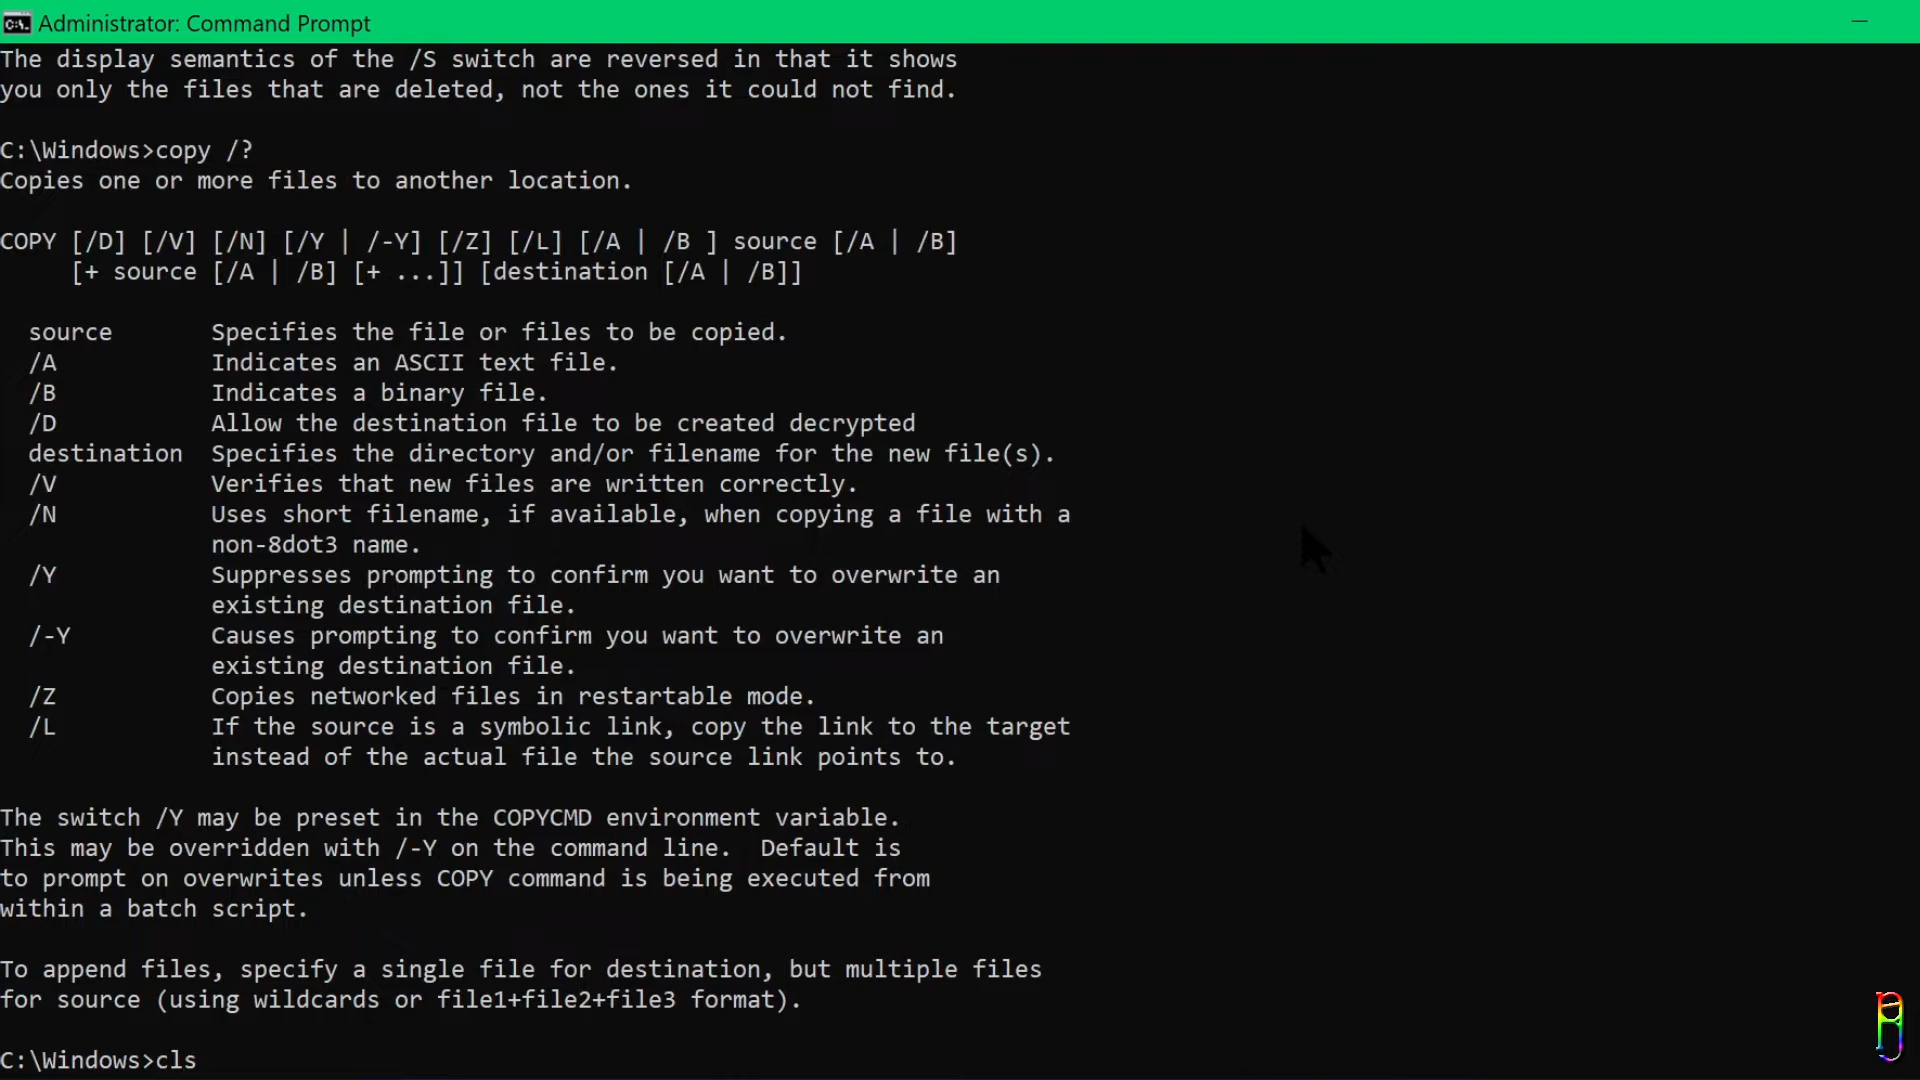 Administrator: Command Prompt
The display semantics of the /S switch are reversed in that it shows
you only the files that are deleted, not the ones it could not find.
C:\Windows>copy /?
Copies one or more files to another location.
COPY [/D] [/V] [/N] [/Y | /-Y] [/Z] [/L] [/A | /B ] source [/A | /B]
[+ source [/A | /B] [+ ...]] [destination [/A | /B]]
source Specifies the file or files to be copied.
/A Indicates an ASCII text file.
/B Indicates a binary file.
/D Allow the destination file to be created decrypted
destination Specifies the directory and/or filename for the new file(s).
/V Verifies that new files are written correctly.
/N Uses short filename, if available, when copying a file with a
non-8dot3 name.
/Y Suppresses prompting to confirm you want to overwrite an
existing destination file.
/-Y Causes prompting to confirm you want to overwrite an
existing destination file.
/Z Copies networked files in restartable mode.
/L If the source is a symbolic link, copy the link to the target
instead of the actual file the source link points to.
The switch /Y may be preset in the COPYCMD environment variable.
This may be overridden with /-Y on the command line.  Default is
to prompt on overwrites unless COPY command is being executed from
within a batch script.
To append files, specify a single file for destination, but multiple files
for source (using wildcards or file1+file2+file3 format).
C:\Windows>cls